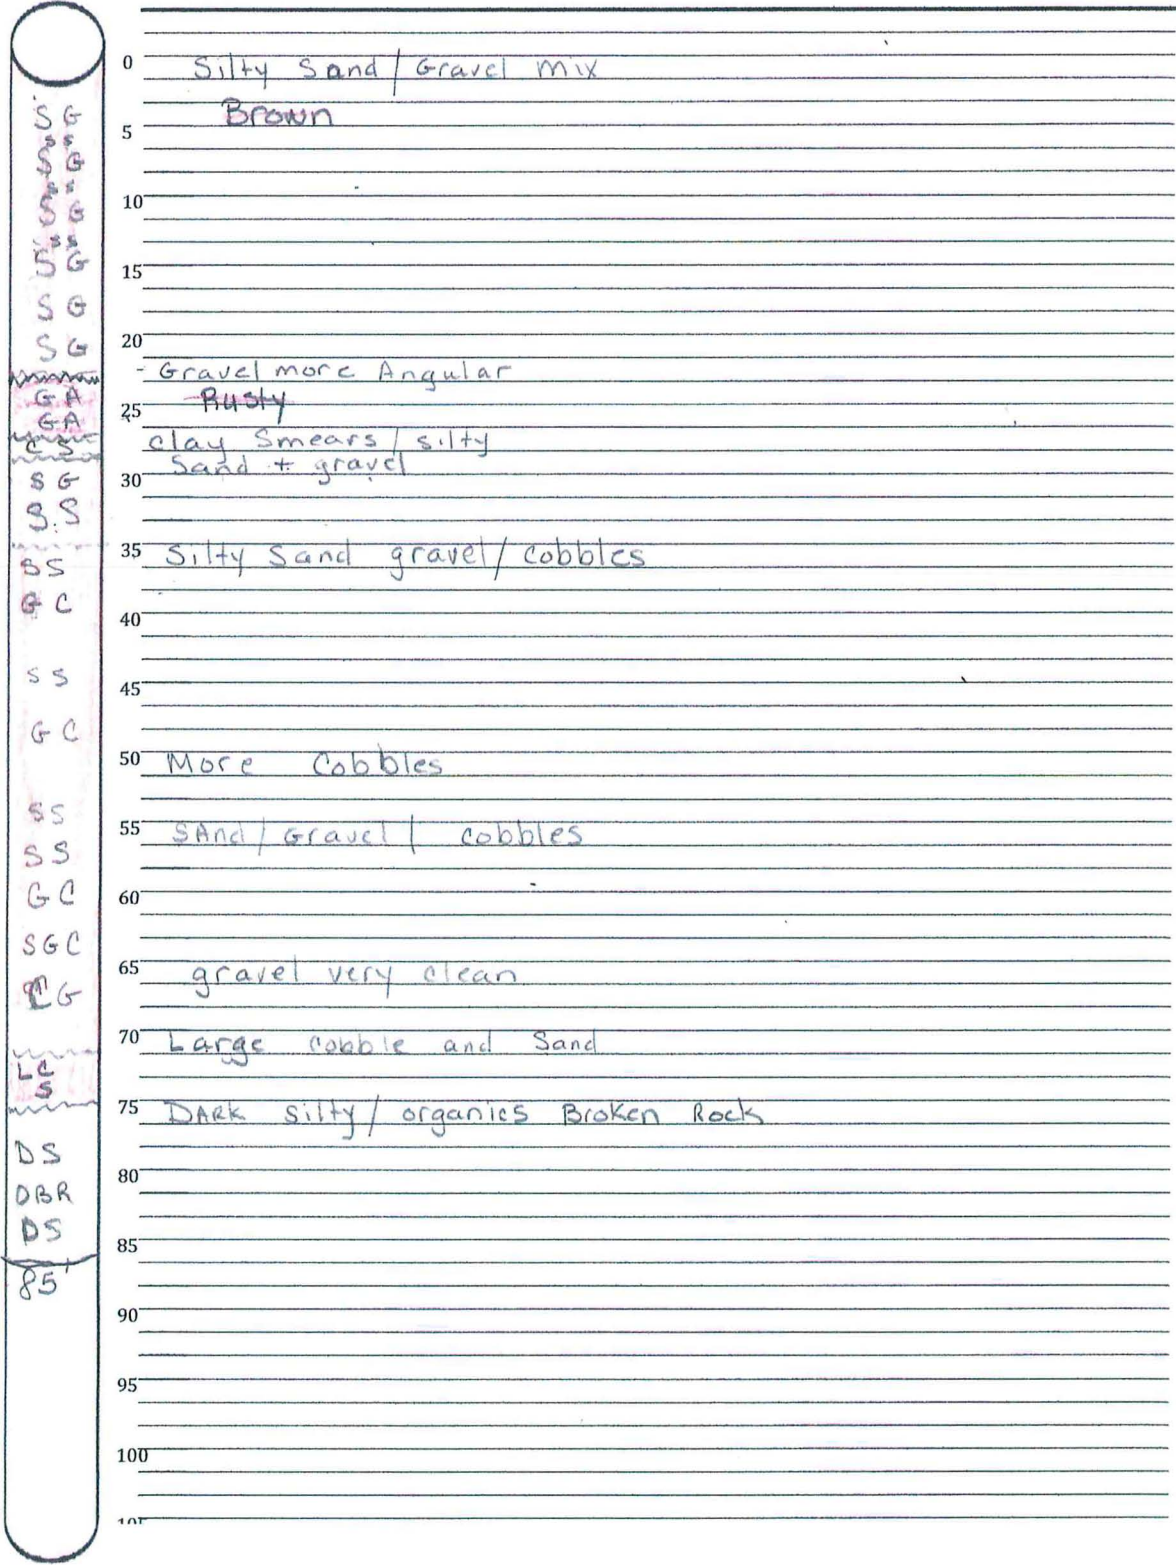 0 Silty Sand / Gravel mix
S G Brown
5
S G
10
S G
S G
15
S G
20
S G
- Gravel more Angular
G A Rusty
25
G A
C S clay Smears / silty
Sand + gravel
30
S G
S.S
35 Silty Sand gravel / cobbles
S S
G C
40
S S
45
G C
50 More Cobbles
S S
55 SAnd / Gravel / cobbles
S S
G C
60
S G C
65 gravel very clean
C G
70 Large cobble and Sand
L C
S
75 DARK silty / organics Broken Rock
D S
80
D B R
D S
85
85'
90
95
100
105